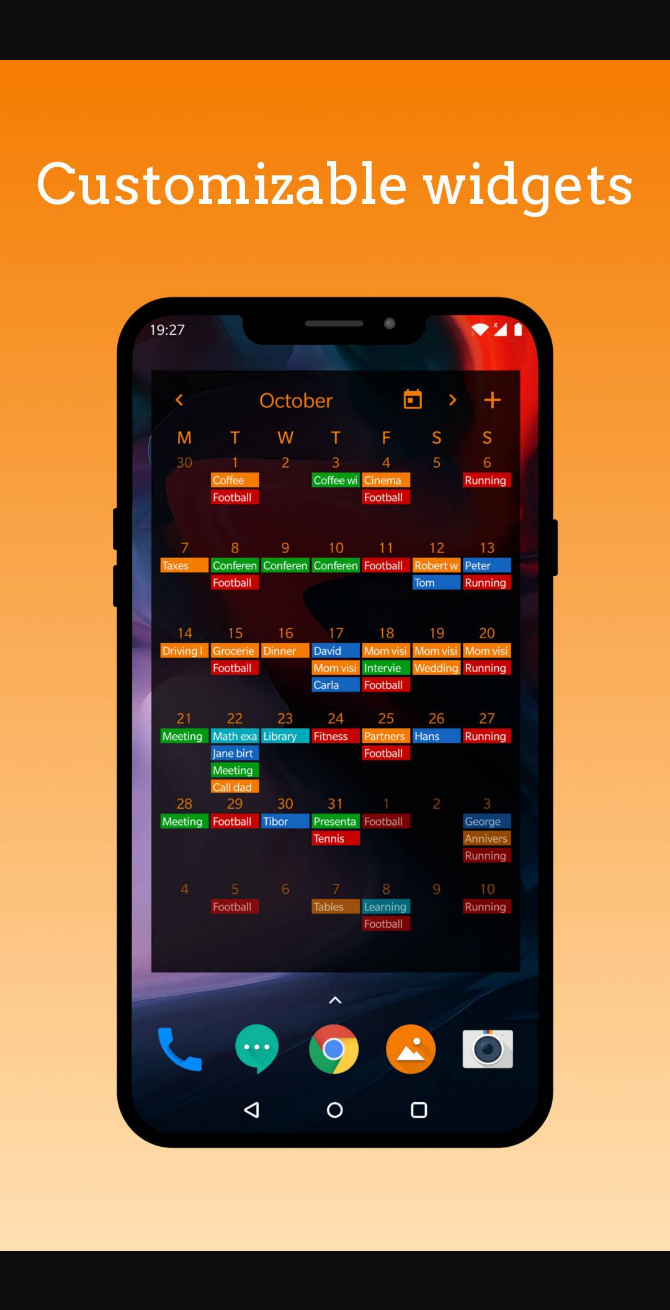 Customizable widgets
19:27
October
M T W T F S S
30 1 2 3 4 5 6
Coffee Coffee wi Cinema Running
Football Football
7 8 9 10 11 12 13
Taxes Conferen Conferen Conferen Football Robert w Peter
Football Tom Running
14 15 16 17 18 19 20
Driving l Grocerie Dinner David Mom visi Mom visi Mom visi
Football Mom visi Intervie Wedding Running
Carla Football
21 22 23 24 25 26 27
Meeting Math exa Library Fitness Partners Hans Running
Jane birt Football
Meeting
Call dad
28 29 30 31 1 2 3
Meeting Football Tibor Presenta Football George
Tennis Annivers
Running
4 5 6 7 8 9 10
Football Tables Learning Running
Football